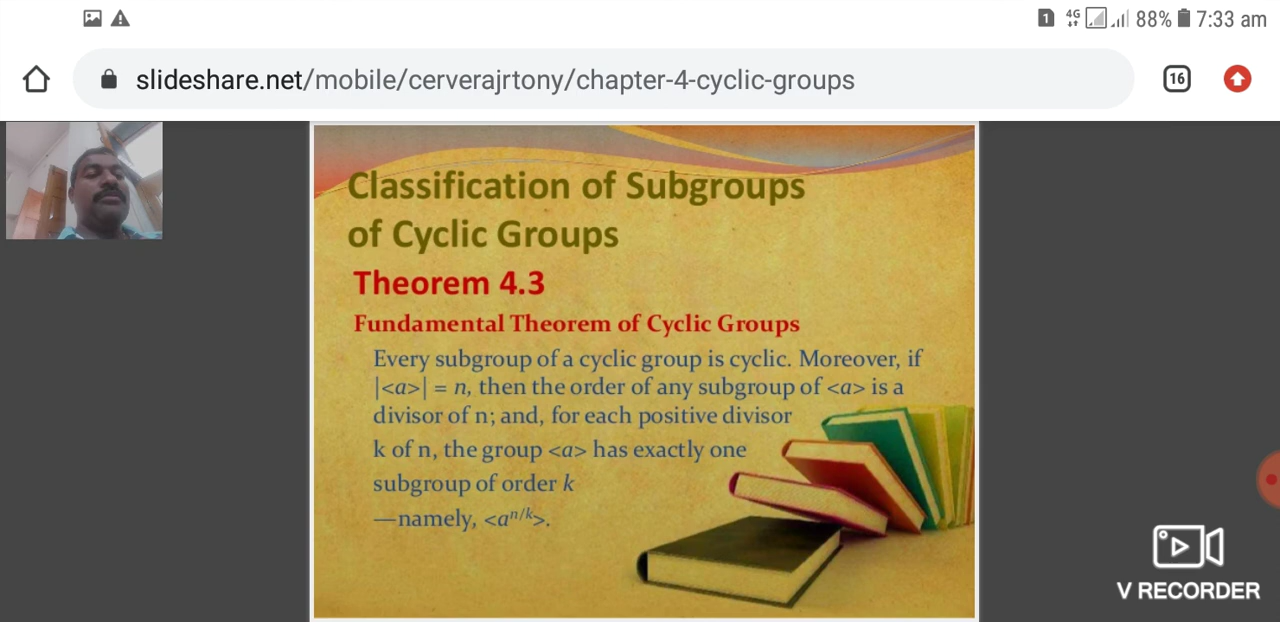 1 4G 88% 7:33 am
slideshare.net/mobile/cerverajrtony/chapter-4-cyclic-groups 16
Classification of Subgroups
of Cyclic Groups
Theorem 4.3
Fundamental Theorem of Cyclic Groups
Every subgroup of a cyclic group is cyclic. Moreover, if
|<a>| = n, then the order of any subgroup of <a> is a
divisor of n; and, for each positive divisor
k of n, the group <a> has exactly one
subgroup of order k
—namely, <a^{n/k}>.
V RECORDER